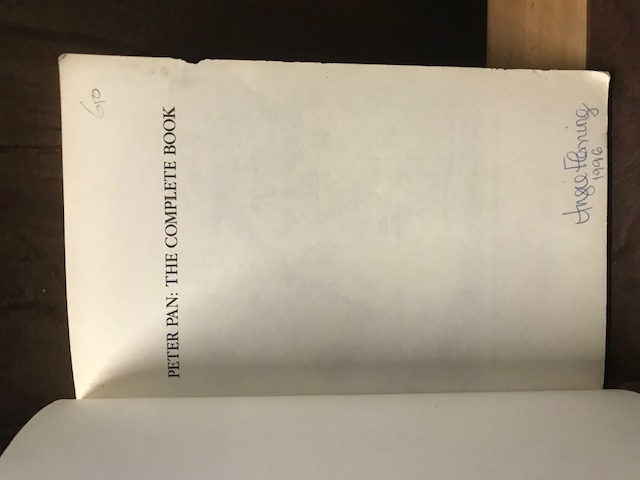 PETER PAN: THE COMPLETE BOOK
Angie Fleming
1996